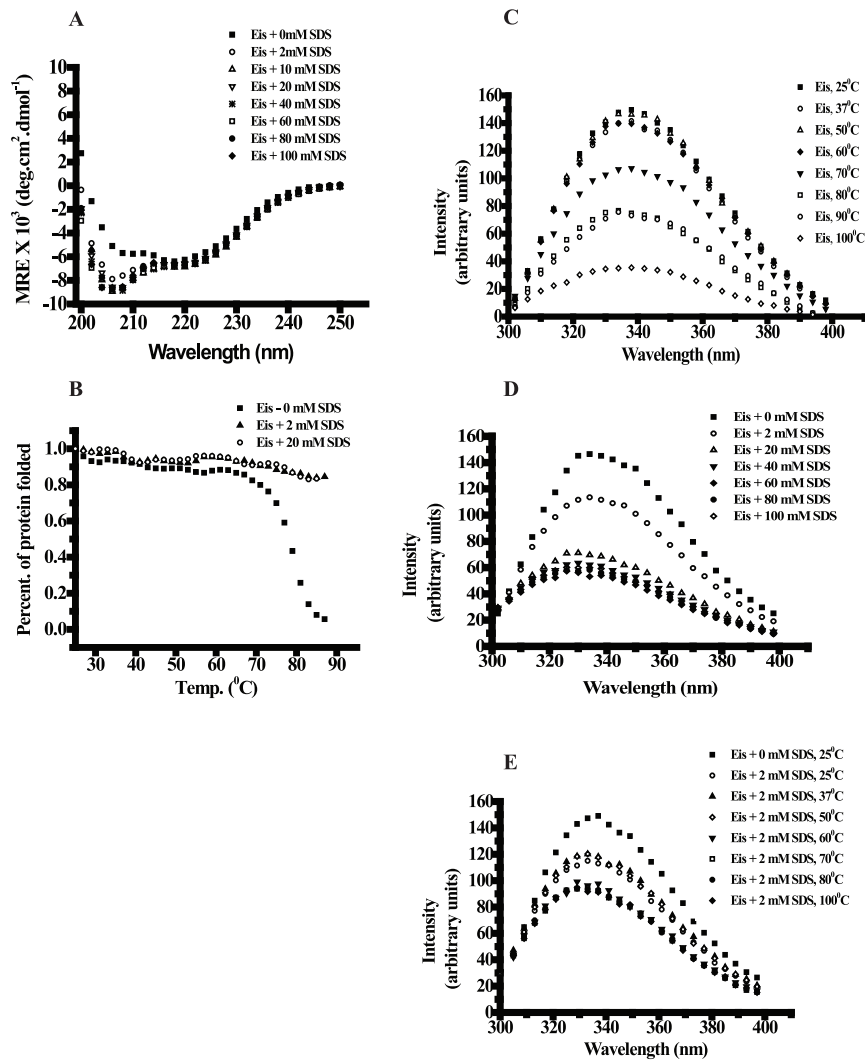 A
Eis + 0mM SDS
Eis + 2mM SDS
Eis + 10 mM SDS
Eis + 20 mM SDS
Eis + 40 mM SDS
Eis + 60 mM SDS
Eis + 80 mM SDS
Eis + 100 mM SDS
MRE X 10³ (deg.cm².dmol⁻¹)
10
8
6
4
2
0
-2
-4
-6
-8
-10
200 210 220 230 240 250
Wavelength (nm)
B
Eis – 0 mM SDS
Eis + 2 mM SDS
Eis + 20 mM SDS
Percent. of protein folded
1.0
0.8
0.6
0.4
0.2
0.0
30 40 50 60 70 80 90
Temp. (⁰C)
C
Eis, 25⁰C
Eis, 37⁰C
Eis, 50⁰C
Eis, 60⁰C
Eis, 70⁰C
Eis, 80⁰C
Eis, 90⁰C
Eis, 100⁰C
Intensity
(arbitrary units)
160
140
120
100
80
60
40
20
0
300 320 340 360 380 400
Wavelength (nm)
D
Eis + 0 mM SDS
Eis + 2 mM SDS
Eis + 20 mM SDS
Eis + 40 mM SDS
Eis + 60 mM SDS
Eis + 80 mM SDS
Eis + 100 mM SDS
Intensity
(arbitrary units)
160
140
120
100
80
60
40
20
0
300 320 340 360 380 400
Wavelength (nm)
E
Eis + 0 mM SDS, 25⁰C
Eis + 2 mM SDS, 25⁰C
Eis + 2 mM SDS, 37⁰C
Eis + 2 mM SDS, 50⁰C
Eis + 2 mM SDS, 60⁰C
Eis + 2 mM SDS, 70⁰C
Eis + 2 mM SDS, 80⁰C
Eis + 2 mM SDS, 100⁰C
Intensity
(arbitrary units)
160
140
120
100
80
60
40
20
0
300 320 340 360 380 400
Wavelength (nm)